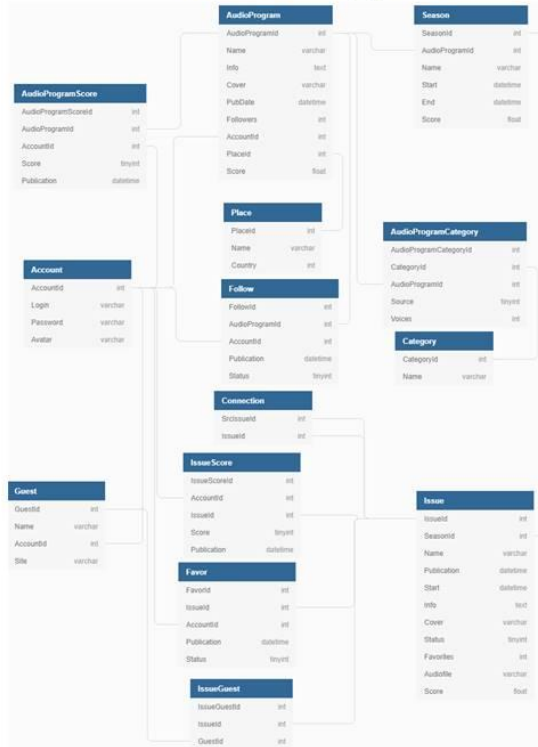 AudioProgram
AudioProgramId int
Name varchar
Info text
Cover varchar
PubDate datetime
Followers int
AccountId int
PlaceId int
Score float
Season
SeasonId int
AudioProgramId int
Name varchar
Start datetime
End datetime
Score float
AudioProgramScore
AudioProgramScoreId int
AudioProgramId int
AccountId int
Score tinyint
Publication datetime
Place
PlaceId int
Name varchar
Country int
AudioProgramCategory
AudioProgramCategoryId int
CategoryId int
AudioProgramId int
Source tinyint
Voices int
Account
AccountId int
Login varchar
Password varchar
Avatar varchar
Follow
FollowId int
AudioProgramId int
AccountId int
Publication datetime
Status tinyint
Category
CategoryId int
Name varchar
Connection
SrcIssueId int
IssueId int
IssueScore
IssueScoreId int
AccountId int
IssueId int
Score tinyint
Publication datetime
Guest
GuestId int
Name varchar
AccountId int
Site varchar
Issue
IssueId int
SeasonId int
Name varchar
Publication datetime
Start datetime
Info text
Cover varchar
Status tinyint
Favorites int
Audiofile varchar
Score float
Favor
FavorId int
IssueId int
AccountId int
Publication datetime
Status tinyint
IssueGuest
IssueGuestId int
IssueId int
GuestId int